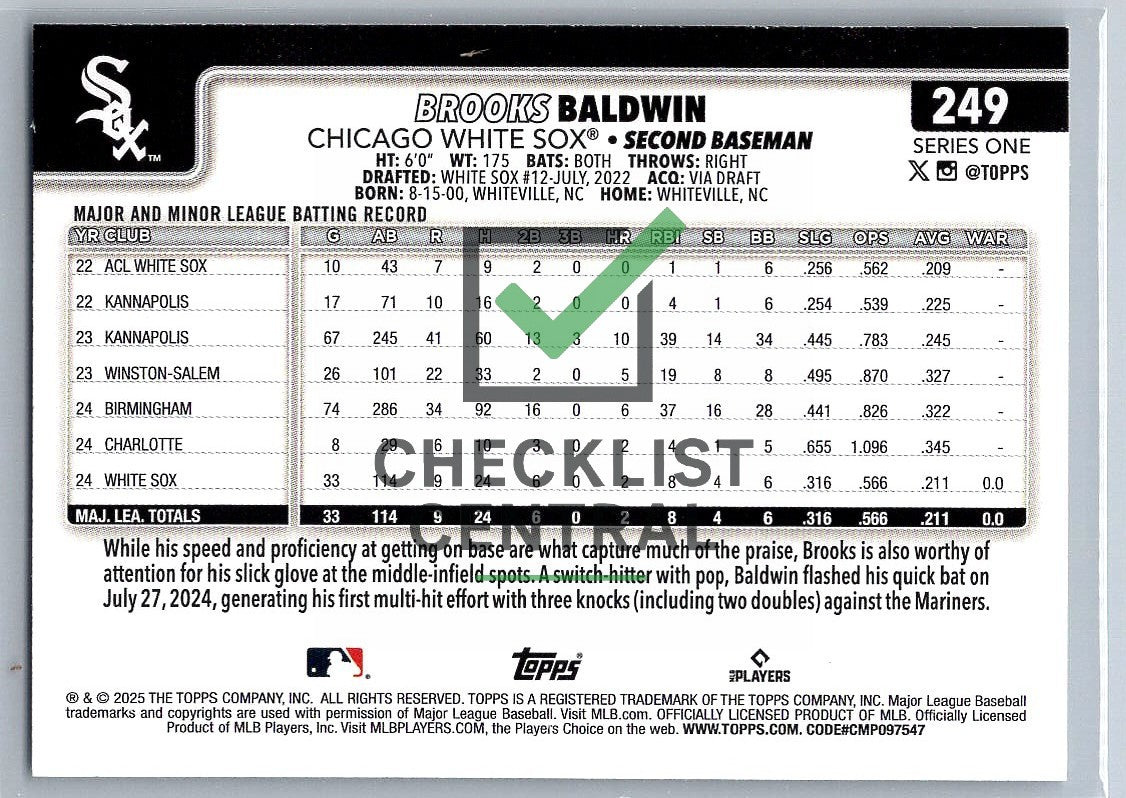 Sox™
BROOKS BALDWIN
249
CHICAGO WHITE SOX® • SECOND BASEMAN
SERIES ONE
HT: 6'0" WT: 175 BATS: BOTH THROWS: RIGHT
@TOPPS
DRAFTED: WHITE SOX #12-JULY, 2022 ACQ: VIA DRAFT
BORN: 8-15-00, WHITEVILLE, NC HOME: WHITEVILLE, NC
MAJOR AND MINOR LEAGUE BATTING RECORD
YR CLUB G AB R H 2B 3B HR RBI SB BB SLG OPS AVG WAR
22 ACL WHITE SOX 10 43 7 9 2 0 0 1 1 6 .256 .562 .209 -
22 KANNAPOLIS 17 71 10 16 2 0 0 4 1 6 .254 .539 .225 -
23 KANNAPOLIS 67 245 41 60 13 3 10 39 14 34 .445 .783 .245 -
23 WINSTON-SALEM 26 101 22 33 2 0 5 19 8 8 .495 .870 .327 -
24 BIRMINGHAM 74 286 34 92 16 0 6 37 16 28 .441 .826 .322 -
24 CHARLOTTE 8 29 6 10 3 0 2 4 1 5 .655 1.096 .345 -
24 WHITE SOX 33 114 9 24 6 0 2 8 4 6 .316 .566 .211 0.0
MAJ. LEA. TOTALS 33 114 9 24 6 0 2 8 4 6 .316 .566 .211 0.0
CHECKLIST
CENTRAL
While his speed and proficiency at getting on base are what capture much of the praise, Brooks is also worthy of
attention for his slick glove at the middle-infield spots. A switch-hitter with pop, Baldwin flashed his quick bat on
July 27, 2024, generating his first multi-hit effort with three knocks (including two doubles) against the Mariners.
Topps®
MLB PLAYERS
® & © 2025 THE TOPPS COMPANY, INC. ALL RIGHTS RESERVED. TOPPS IS A REGISTERED TRADEMARK OF THE TOPPS COMPANY, INC. Major League Baseball
trademarks and copyrights are used with permission of Major League Baseball. Visit MLB.com. OFFICIALLY LICENSED PRODUCT OF MLB. Officially Licensed
Product of MLB Players, Inc. Visit MLBPLAYERS.COM, the Players Choice on the web. WWW.TOPPS.COM. CODE#CMP097547